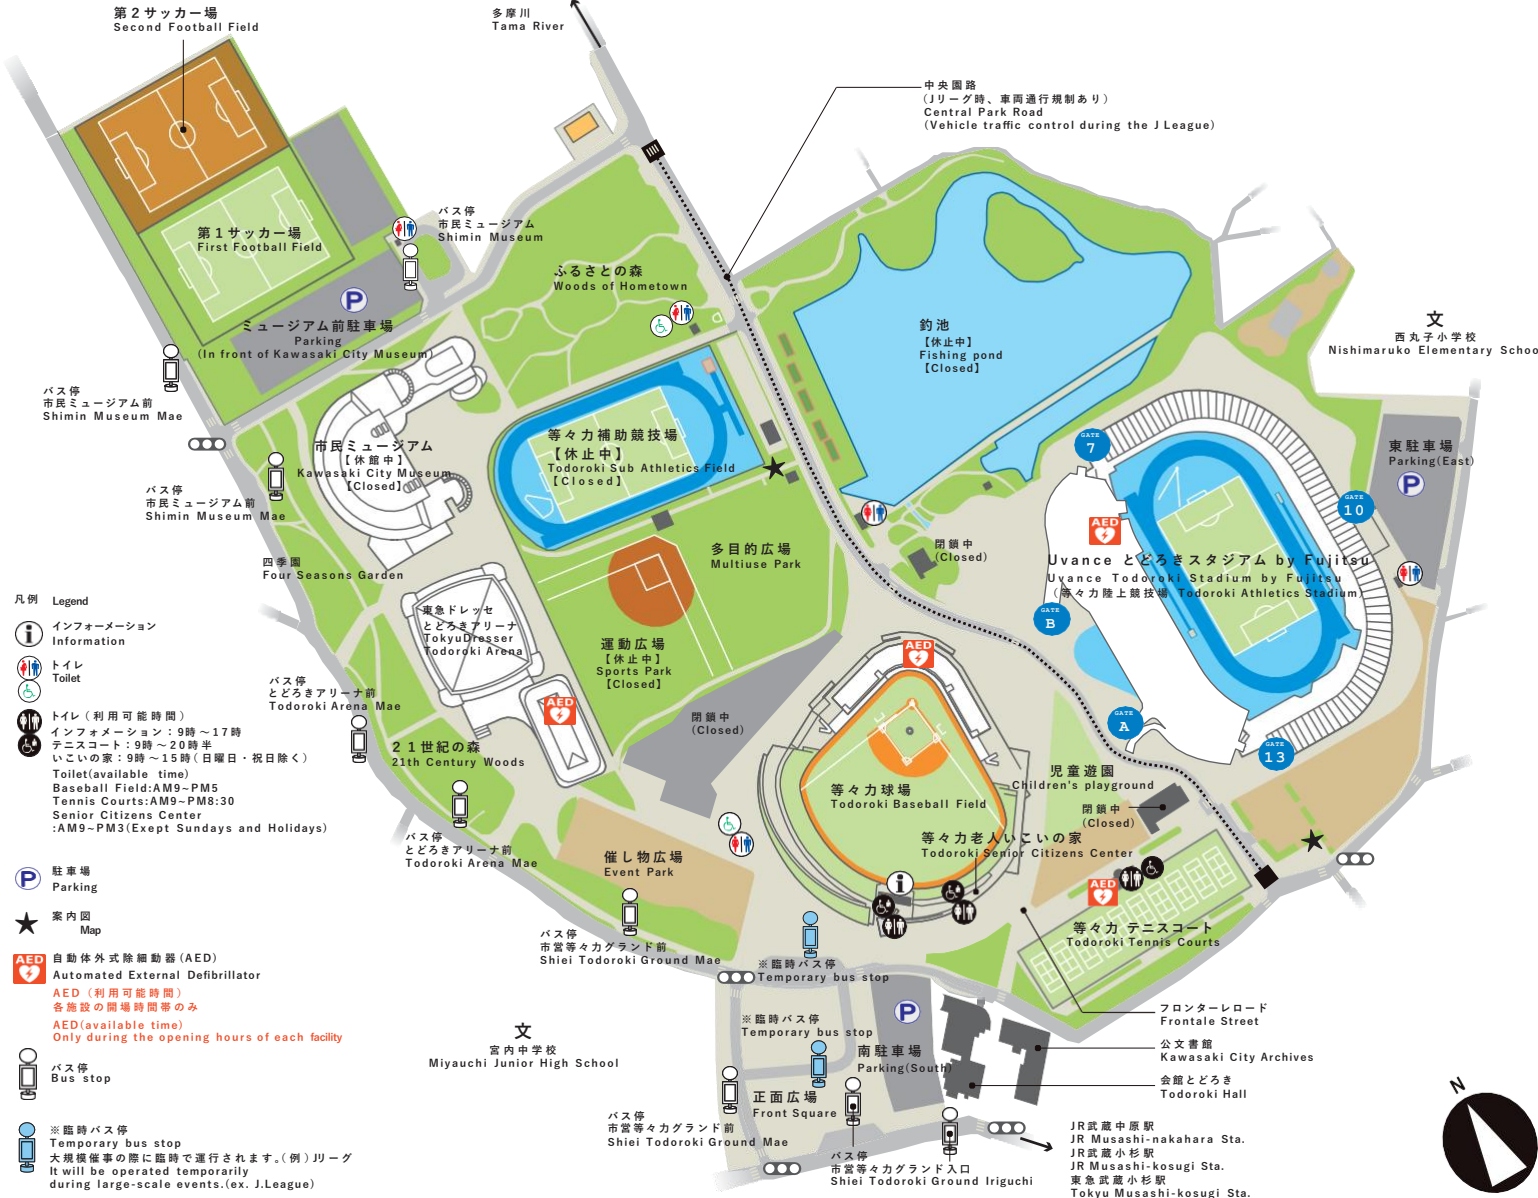 第２サッカー場
Second Football Field
多摩川
Tama River
中央園路
(Jリーグ時、車両通行規制あり)
Central Park Road
(Vehicle traffic control during the J League)
第１サッカー場
First Football Field
バス停
市民ミュージアム
Shimin Museum
ふるさとの森
Woods of Hometown
P
ミュージアム前駐車場
Parking
(In front of Kawasaki City Museum)
釣池
【休止中】
Fishing pond
【Closed】
文
西丸子小学校
Nishimaruko Elementary Schoo
バス停
市民ミュージアム前
Shimin Museum Mae
市民ミュージアム
【休館中】
Kawasaki City Museum
【Closed】
等々力補助競技場
【休止中】
Todoroki Sub Athletics Field
【Closed】
GATE
7
東駐車場
Parking(East)
P
GATE
10
バス停
市民ミュージアム前
Shimin Museum Mae
AED
多目的広場
Multiuse Park
閉鎖中
(Closed)
Uvance とどろきスタジアム by Fujitsu
Uvance Todoroki Stadium by Fujitsu
(等々力陸上競技場 Todoroki Athletics Stadium)
四季園
Four Seasons Garden
GATE
B
東急ドレッセ
とどろきアリーナ
TokyuDresser
Todoroki Arena
運動広場
【休止中】
Sports Park
【Closed】
AED
バス停
とどろきアリーナ前
Todoroki Arena Mae
AED
閉鎖中
(Closed)
GATE
A
GATE
13
２１世紀の森
21th Century Woods
等々力球場
Todoroki Baseball Field
児童遊園
Children's playground
閉鎖中
(Closed)
バス停
とどろきアリーナ前
Todoroki Arena Mae
催し物広場
Event Park
等々力老人いこいの家
Todoroki Senior Citizens Center
i
AED
等々力 テニスコート
Todoroki Tennis Courts
バス停
市営等々力グランド前
Shiei Todoroki Ground Mae
※臨時バス停
Temporary bus stop
※臨時バス停
Temporary bus stop
P
南駐車場
Parking(South)
フロンターレロード
Frontale Street
公文書館
Kawasaki City Archives
会館とどろき
Todoroki Hall
文
宮内中学校
Miyauchi Junior High School
正面広場
Front Square
バス停
市営等々力グランド前
Shiei Todoroki Ground Mae
バス停
市営等々力グランド入口
Shiei Todoroki Ground Iriguchi
JR武蔵中原駅
JR Musashi-nakahara Sta.
JR武蔵小杉駅
JR Musashi-kosugi Sta.
東急武蔵小杉駅
Tokyu Musashi-kosugi Sta.
N
凡例 Legend
i
インフォーメーション
Information
トイレ
Toilet
トイレ (利用可能時間)
インフォメーション：9時～17時
テニスコート：9時～20時半
いこいの家：9時～15時(日曜日・祝日除く)
Toilet(available time)
Baseball Field:AM9~PM5
Tennis Courts:AM9~PM8:30
Senior Citizens Center
:AM9~PM3(Exept Sundays and Holidays)
P
駐車場
Parking
案内図
Map
AED
自動体外式除細動器(AED)
Automated External Defibrillator
AED (利用可能時間)
各施設の開場時間帯のみ
AED(available time)
Only during the opening hours of each facility
バス停
Bus stop
※臨時バス停
Temporary bus stop
大規模催事の際に臨時で運行されます。(例)Jリーグ
It will be operated temporarily
during large-scale events.(ex. J.League)